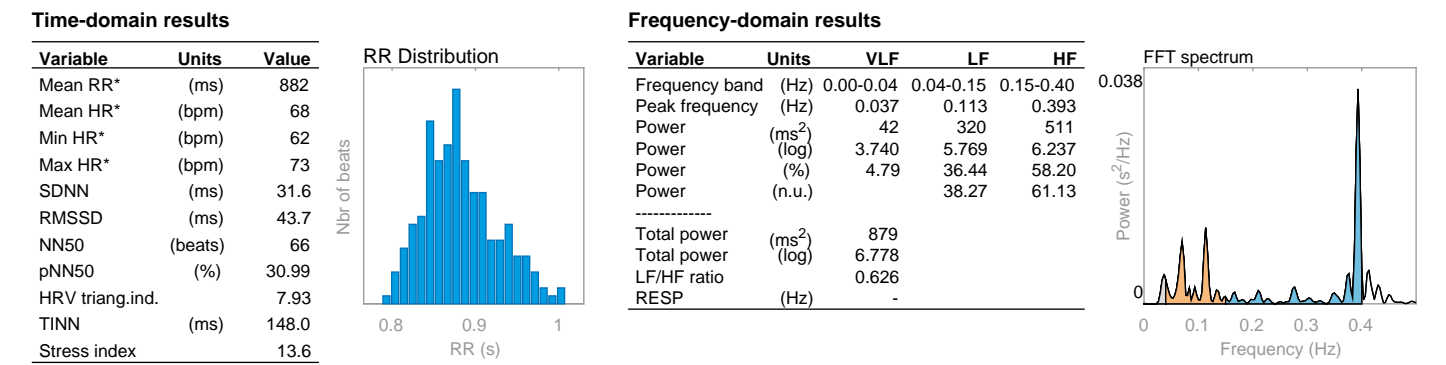 Time-domain results
Variable Units Value
Mean RR* (ms) 882
Mean HR* (bpm) 68
Min HR* (bpm) 62
Max HR* (bpm) 73
SDNN (ms) 31.6
RMSSD (ms) 43.7
NN50 (beats) 66
pNN50 (%) 30.99
HRV triang.ind. 7.93
TINN (ms) 148.0
Stress index 13.6
RR Distribution
Nbr of beats
0.8 0.9 1
RR (s)
Frequency-domain results
Variable Units VLF LF HF
Frequency band (Hz) 0.00-0.04 0.04-0.15 0.15-0.40
Peak frequency (Hz) 0.037 0.113 0.393
Power (ms²) 42 320 511
Power (log) 3.740 5.769 6.237
Power (%) 4.79 36.44 58.20
Power (n.u.) 38.27 61.13
-------------
Total power (ms²) 879
Total power (log) 6.778
LF/HF ratio 0.626
RESP (Hz) -
FFT spectrum
0.038
Power (s²/Hz)
0
0 0.1 0.2 0.3 0.4
Frequency (Hz)